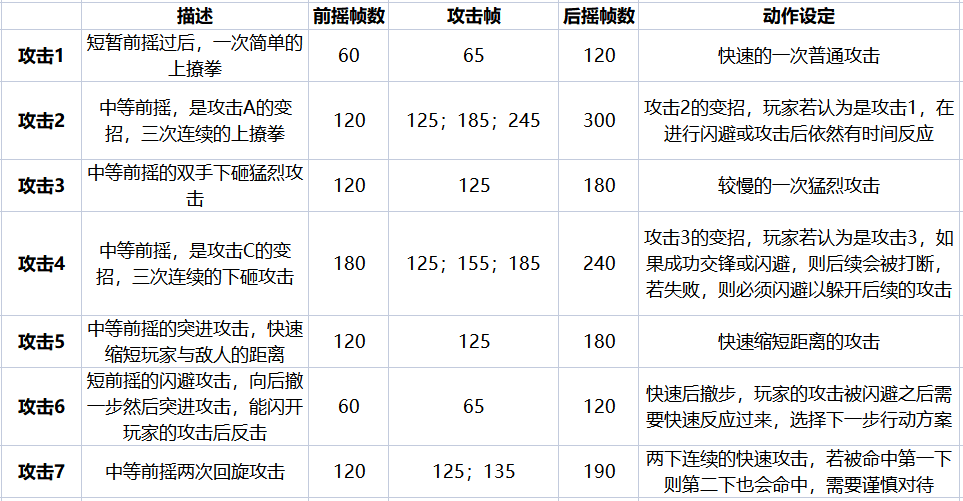 描述 前摇帧数 攻击帧 后摇帧数 动作设定
攻击1 短暂前摇过后，一次简单的 60 65 120 快速的一次普通攻击
上撩拳
攻击2 中等前摇，是攻击A的变 120 125；185；245 300 攻击2的变招，玩家若认为是攻击1，在
招，三次连续的上撩拳 进行闪避或攻击后依然有时间反应
攻击3 中等前摇的双手下砸猛烈攻 120 125 180 较慢的一次猛烈攻击
击
攻击4 中等前摇，是攻击C的变 180 125；155；185 240 攻击3的变招，玩家若认为是攻击3，如
招，三次连续的下砸攻击 果成功交锋或闪避，则后续会被打断，
若失败，则必须闪避以躲开后续的攻击
攻击5 中等前摇的突进攻击，快速 120 125 180 快速缩短距离的攻击
缩短玩家与敌人的距离
攻击6 短前摇的闪避攻击，向后撤 60 65 120 快速后撤步，玩家的攻击被闪避之后需
一步然后突进攻击，能闪开 要快速反应过来，选择下一步行动方案
玩家的攻击后反击
攻击7 中等前摇两次回旋攻击 120 125；135 190 两下连续的快速攻击，若被命中第一下
则第二下也会命中，需要谨慎对待